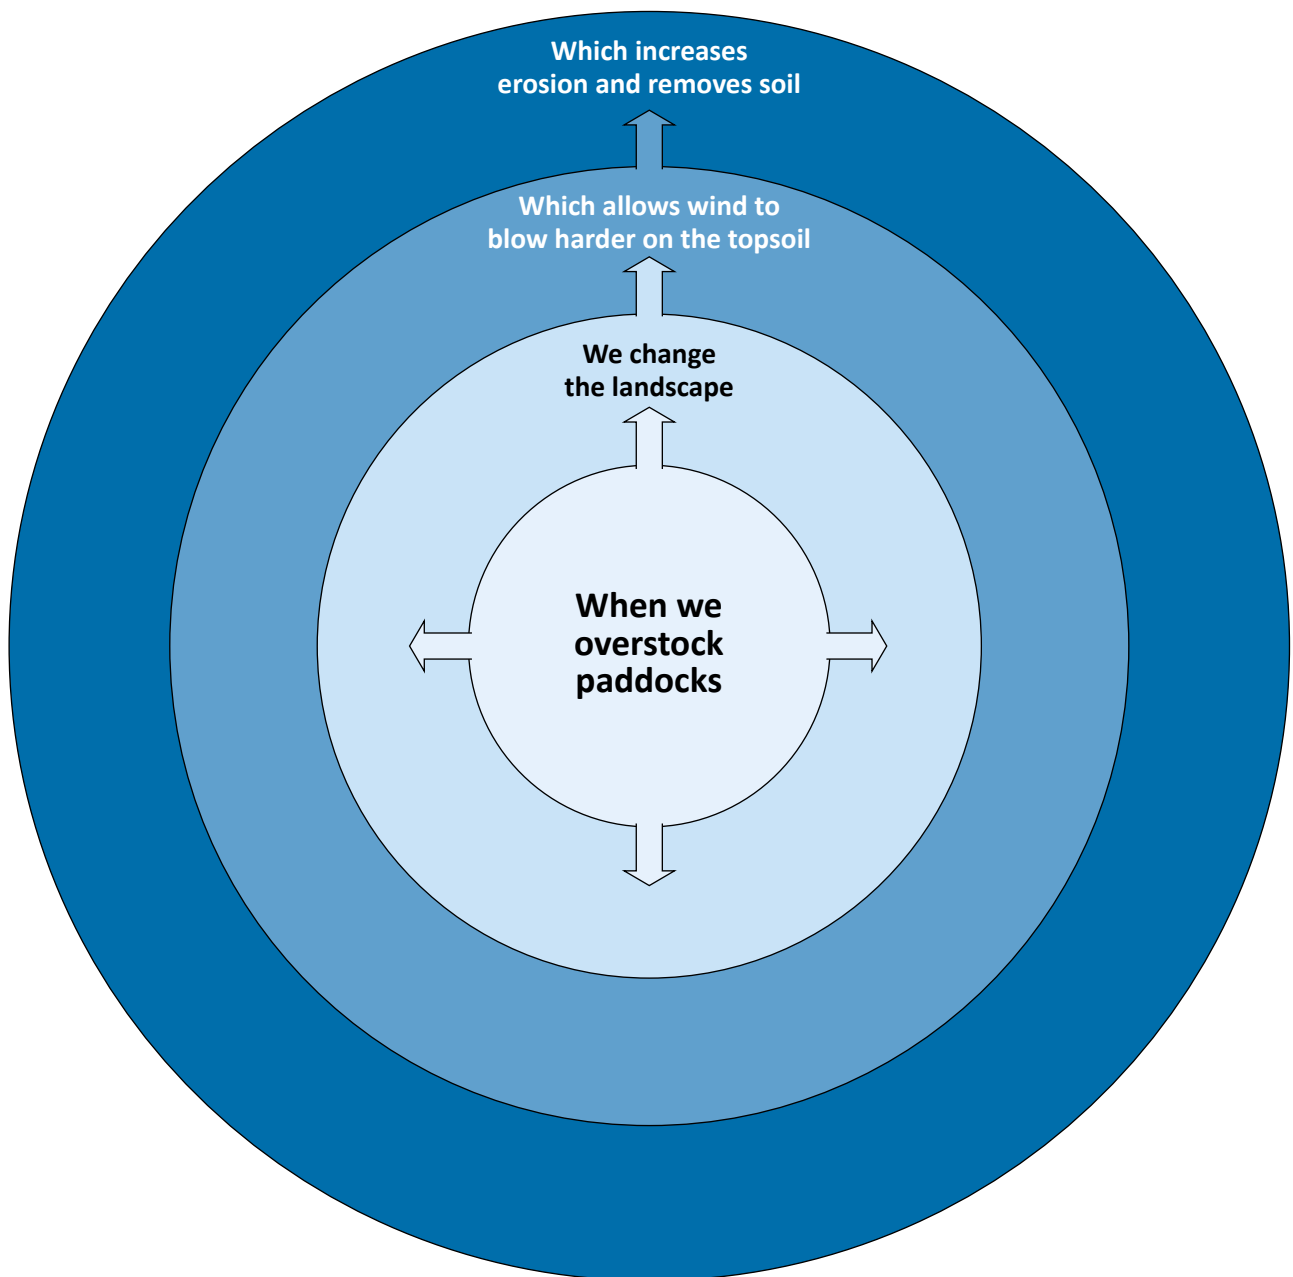 Which increases
erosion and removes soil
Which allows wind to
blow harder on the topsoil
We change
the landscape
When we
overstock
paddocks